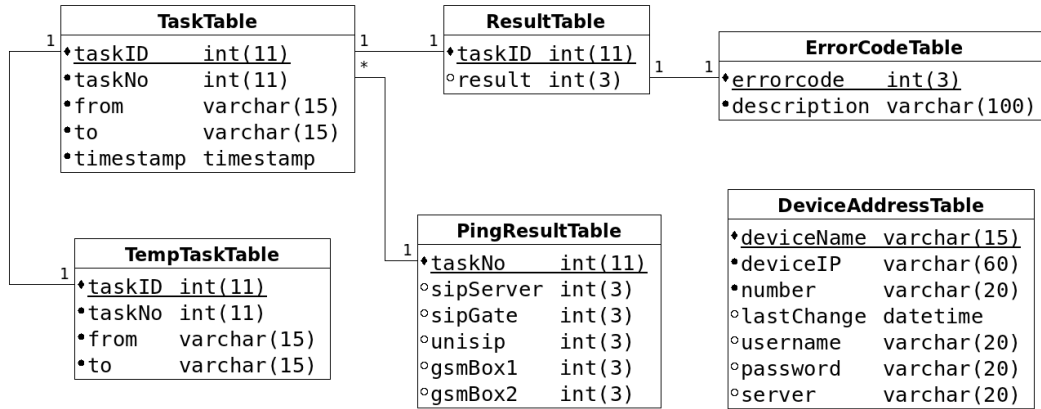 TaskTable
1 taskID int(11) 1
taskNo int(11) *
from varchar(15)
to varchar(15)
timestamp timestamp
ResultTable
1 taskID int(11)
result int(3) 1
ErrorCodeTable
1 errorcode int(3)
description varchar(100)
TempTaskTable
1 taskID int(11)
taskNo int(11)
from varchar(15)
to varchar(15)
PingResultTable
1 taskNo int(11)
sipServer int(3)
sipGate int(3)
unisip int(3)
gsmBox1 int(3)
gsmBox2 int(3)
DeviceAddressTable
deviceName varchar(15)
deviceIP varchar(60)
number varchar(20)
lastChange datetime
username varchar(20)
password varchar(20)
server varchar(20)